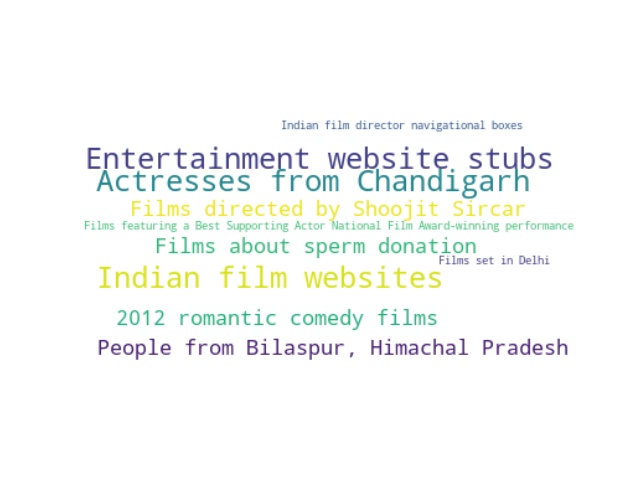 Indian film director navigational boxes
Entertainment website stubs
Actresses from Chandigarh
Films directed by Shoojit Sircar
Films featuring a Best Supporting Actor National Film Award-winning performance
Films about sperm donation
Films set in Delhi
Indian film websites
2012 romantic comedy films
People from Bilaspur, Himachal Pradesh